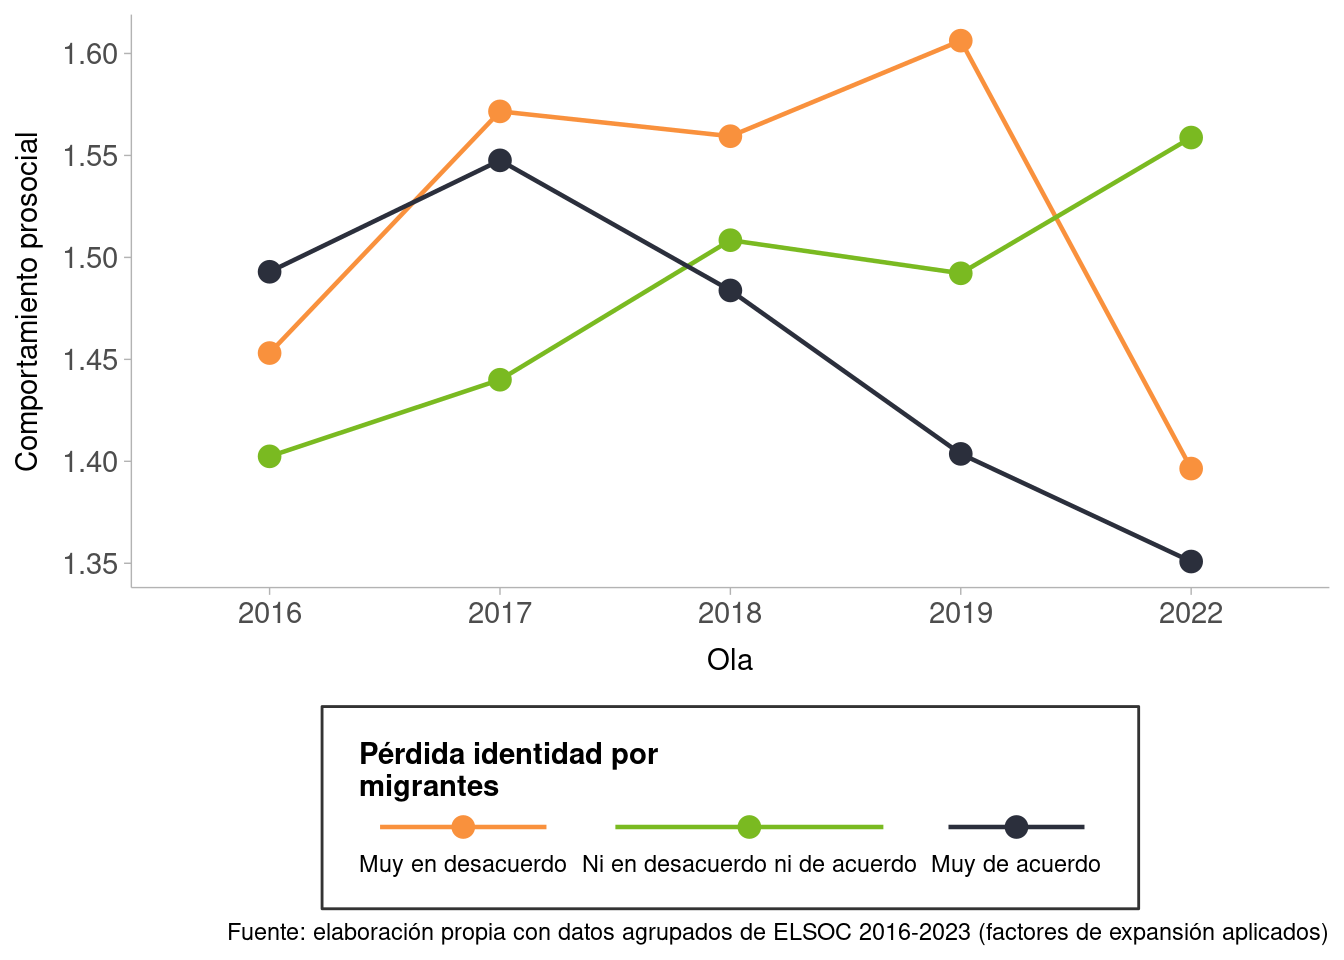 Comportamiento prosocial
1.60
1.55
1.50
1.45
1.40
1.35
2016 2017 2018 2019 2022
Ola
Pérdida identidad por
migrantes
Muy en desacuerdo Ni en desacuerdo ni de acuerdo Muy de acuerdo
Fuente: elaboración propia con datos agrupados de ELSOC 2016-2023 (factores de expansión aplicados)